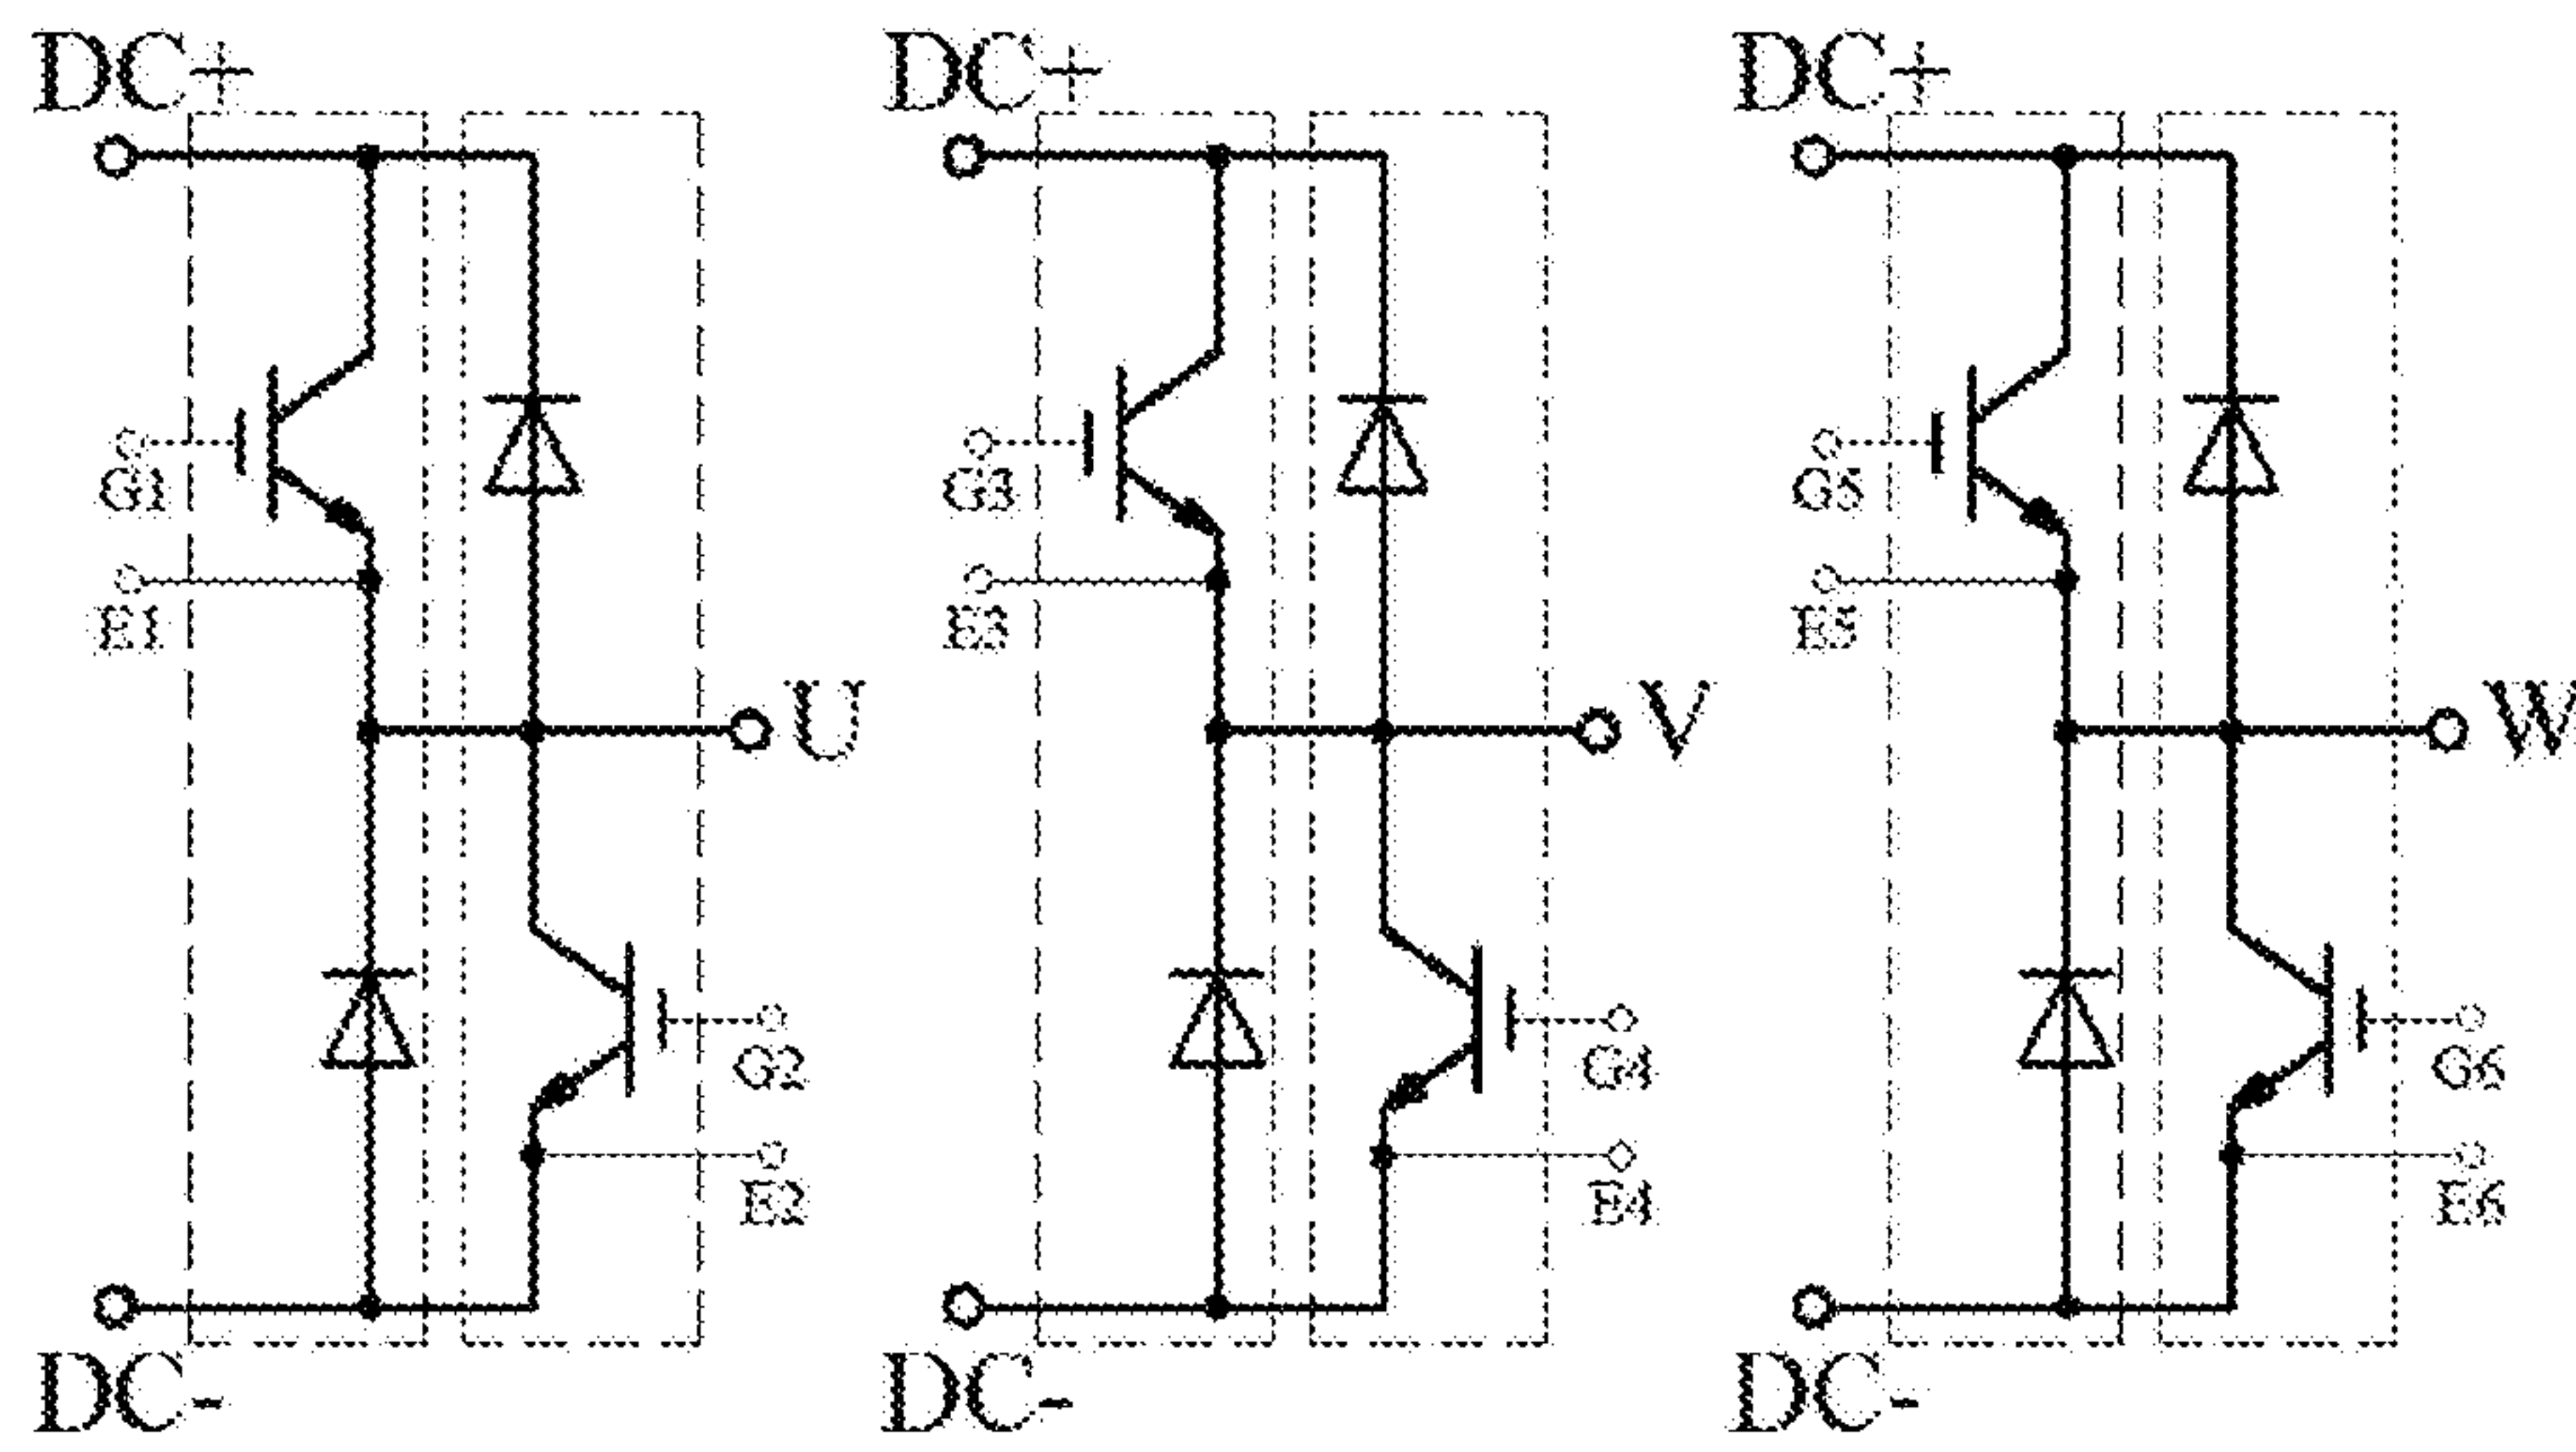 DC+ DC+ DC+
G1 G3 G5
E1 E3 E5
U V W
G2 G4 G6
E2 E4 E6
DC- DC- DC-